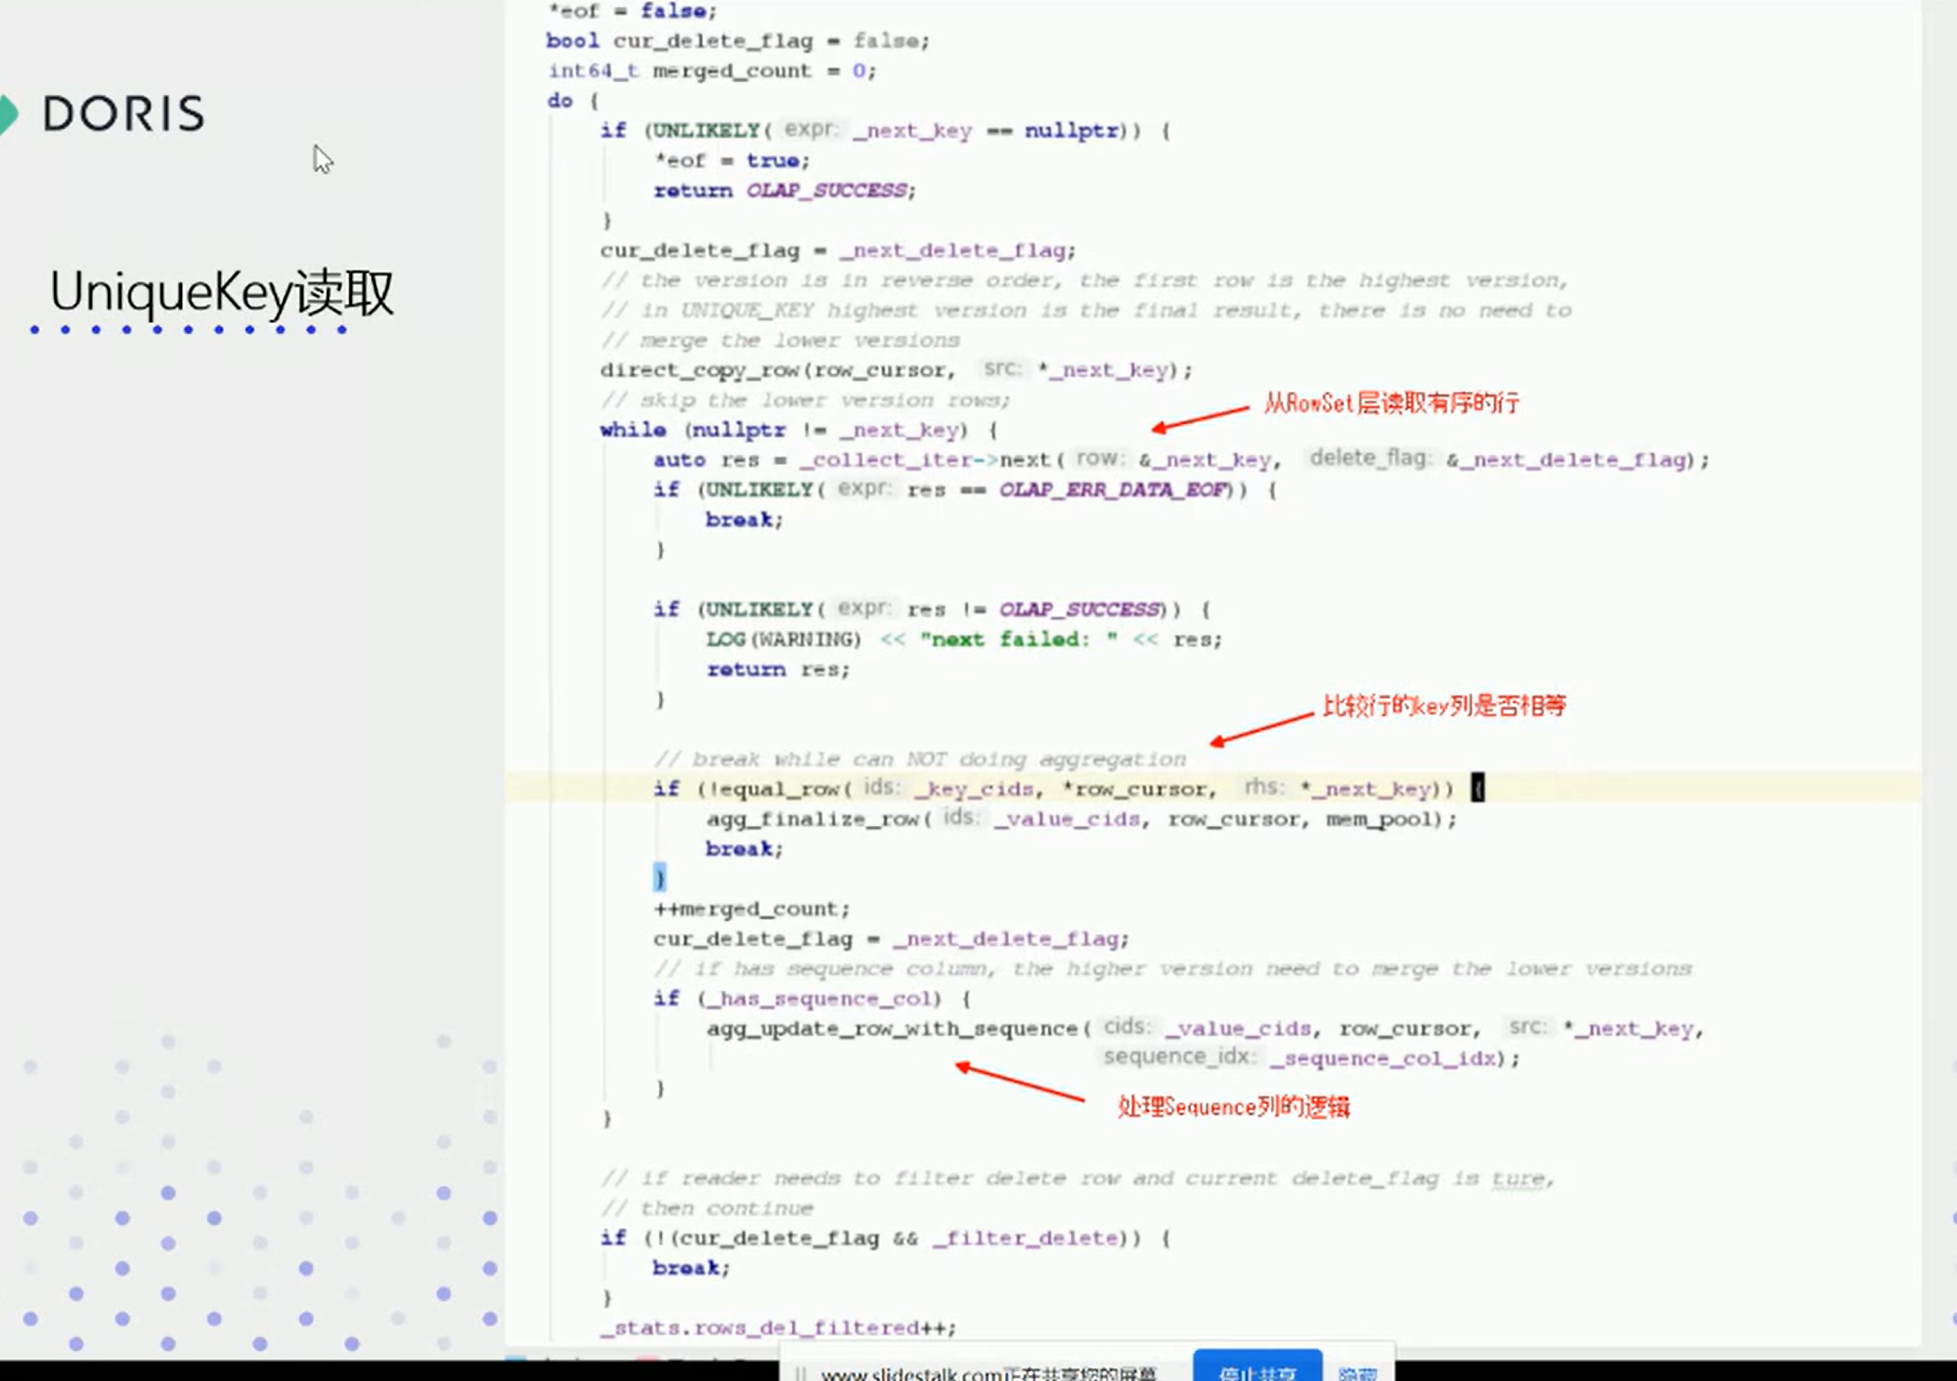 DORIS
UniqueKey读取
*eof = false;
bool cur_delete_flag = false;
int64_t merged_count = 0;
do {
if (UNLIKELY( expr: _next_key == nullptr)) {
*eof = true;
return OLAP_SUCCESS;
}
cur_delete_flag = _next_delete_flag;
// the version is in reverse order, the first row is the highest version,
// in UNIQUE_KEY highest version is the final result, there is no need to
// merge the lower versions
direct_copy_row(row_cursor, src: *_next_key);
// skip the lower version rows;
从RowSet层读取有序的行
while (nullptr != _next_key) {
auto res = _collect_iter->next( row: &_next_key, delete_flag: &_next_delete_flag);
if (UNLIKELY( expr: res == OLAP_ERR_DATA_EOF)) {
break;
}
if (UNLIKELY( expr: res != OLAP_SUCCESS)) {
LOG(WARNING) << "next failed: " << res;
return res;
}
比较行的key列是否相等
// break while can NOT doing aggregation
if (!equal_row( ids: _key_cids, *row_cursor, rhs: *_next_key)) {
agg_finalize_row( ids: _value_cids, row_cursor, mem_pool);
break;
}
++merged_count;
cur_delete_flag = _next_delete_flag;
// if has sequence column, the higher version need to merge the lower versions
if (_has_sequence_col) {
agg_update_row_with_sequence( cids: _value_cids, row_cursor, src: *_next_key,
sequence_idx: _sequence_col_idx);
}
处理Sequence列的逻辑
}
// if reader needs to filter delete row and current delete_flag is ture,
// then continue
if (!(cur_delete_flag && _filter_delete)) {
break;
}
_stats.rows_del_filtered++;
www.slidestalk.com正在共享您的屏幕
停止共享
隐藏